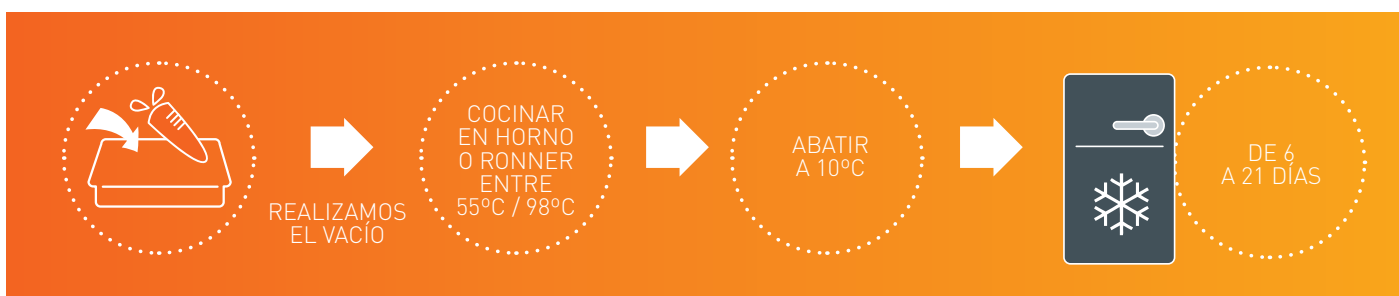 REALIZAMOS
EL VACÍO
COCINAR
EN HORNO
O RONNER
ENTRE
55ºC / 98ºC
ABATIR
A 10ºC
DE 6
A 21 DÍAS